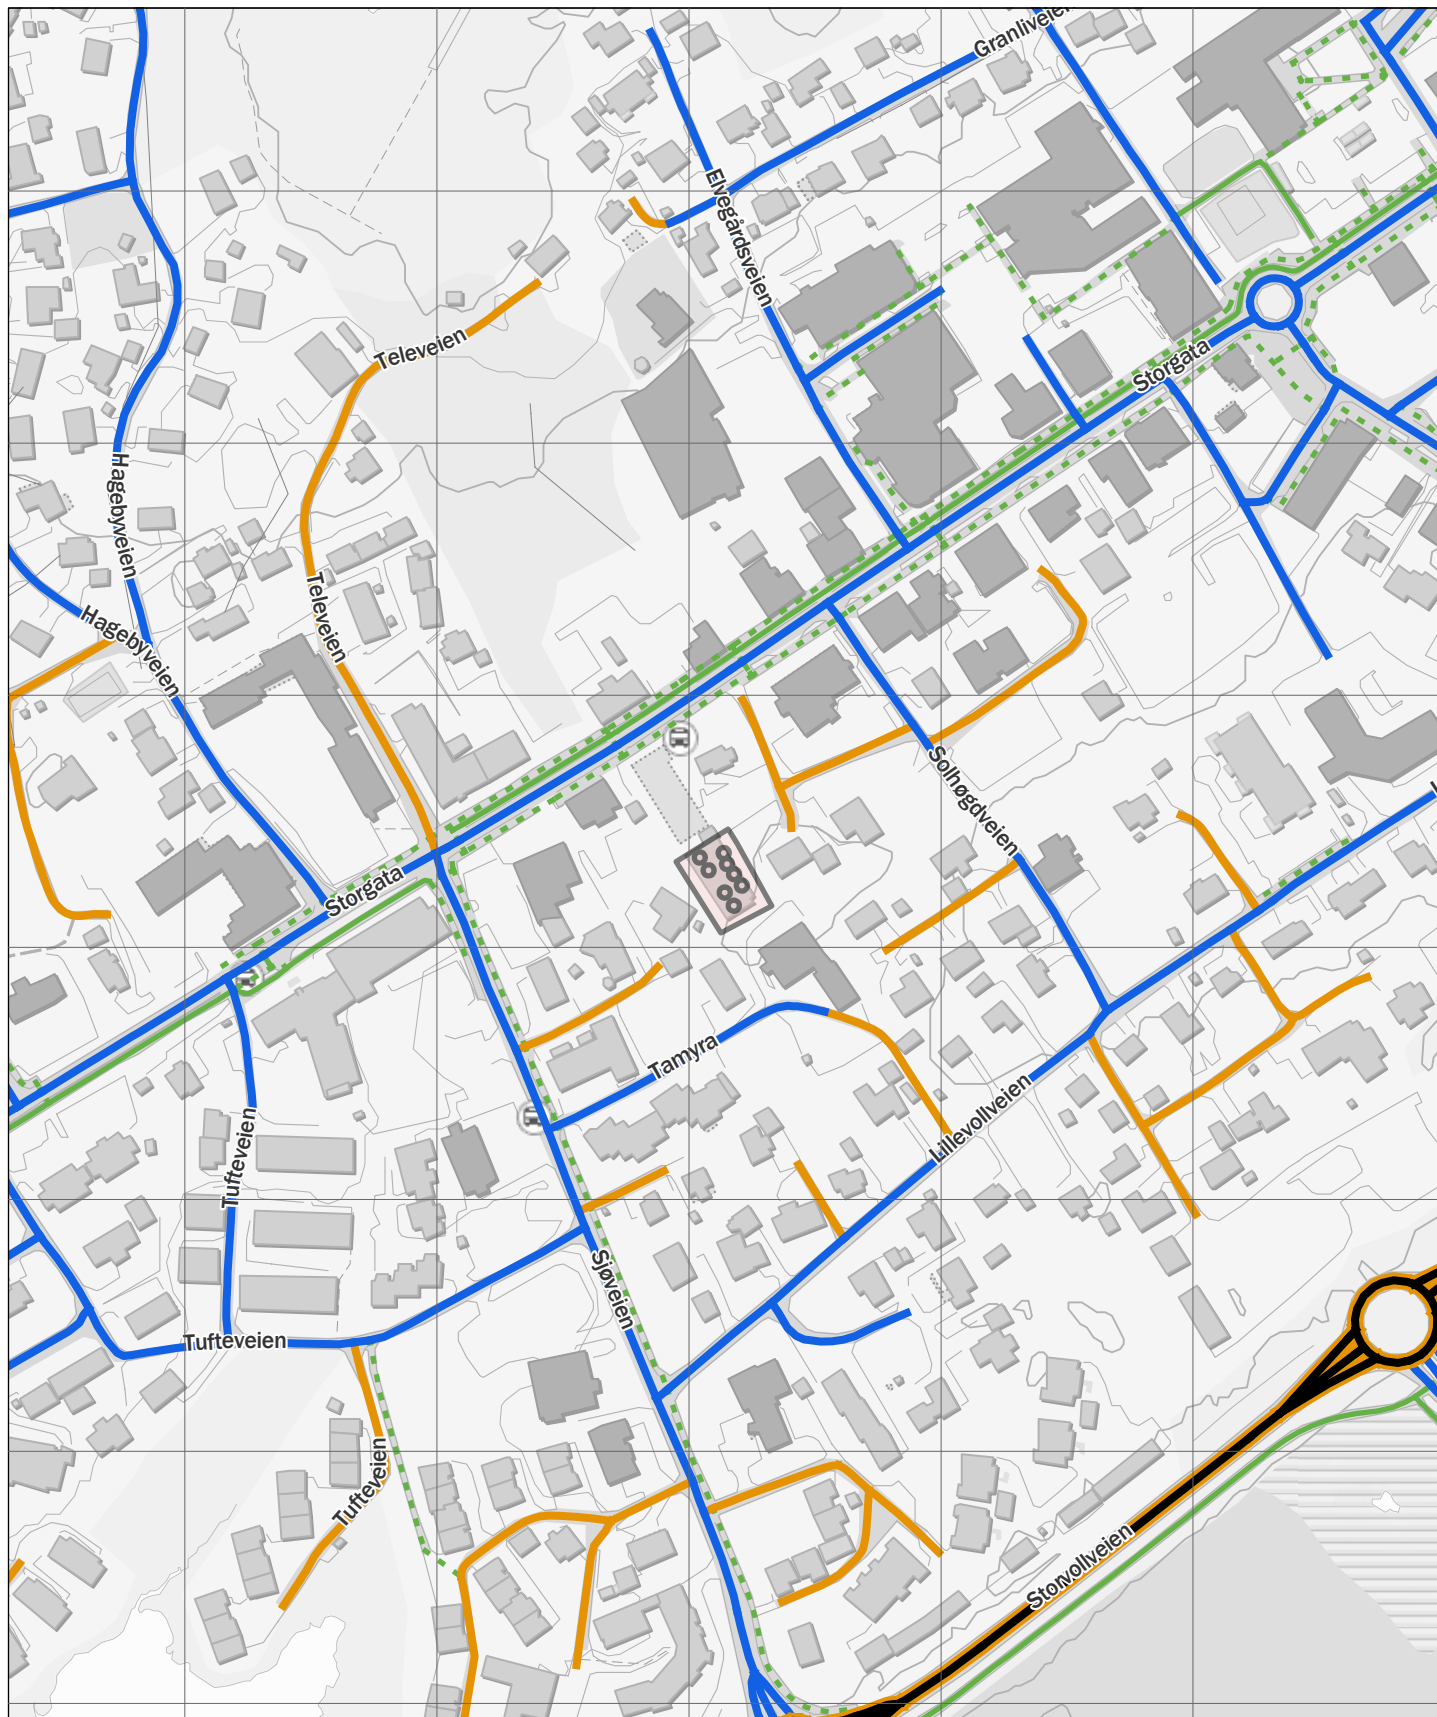 Granliveien
Elvegårdsveien
Televeien
Storgata
Hagebyveien
Televeien
Hagebyveien
Solhøgdveien
Storgata
Tamyra
Lillevollveien
Tufteveien
Sjøveien
Tufteveien
Tufteveien
Storvollveien